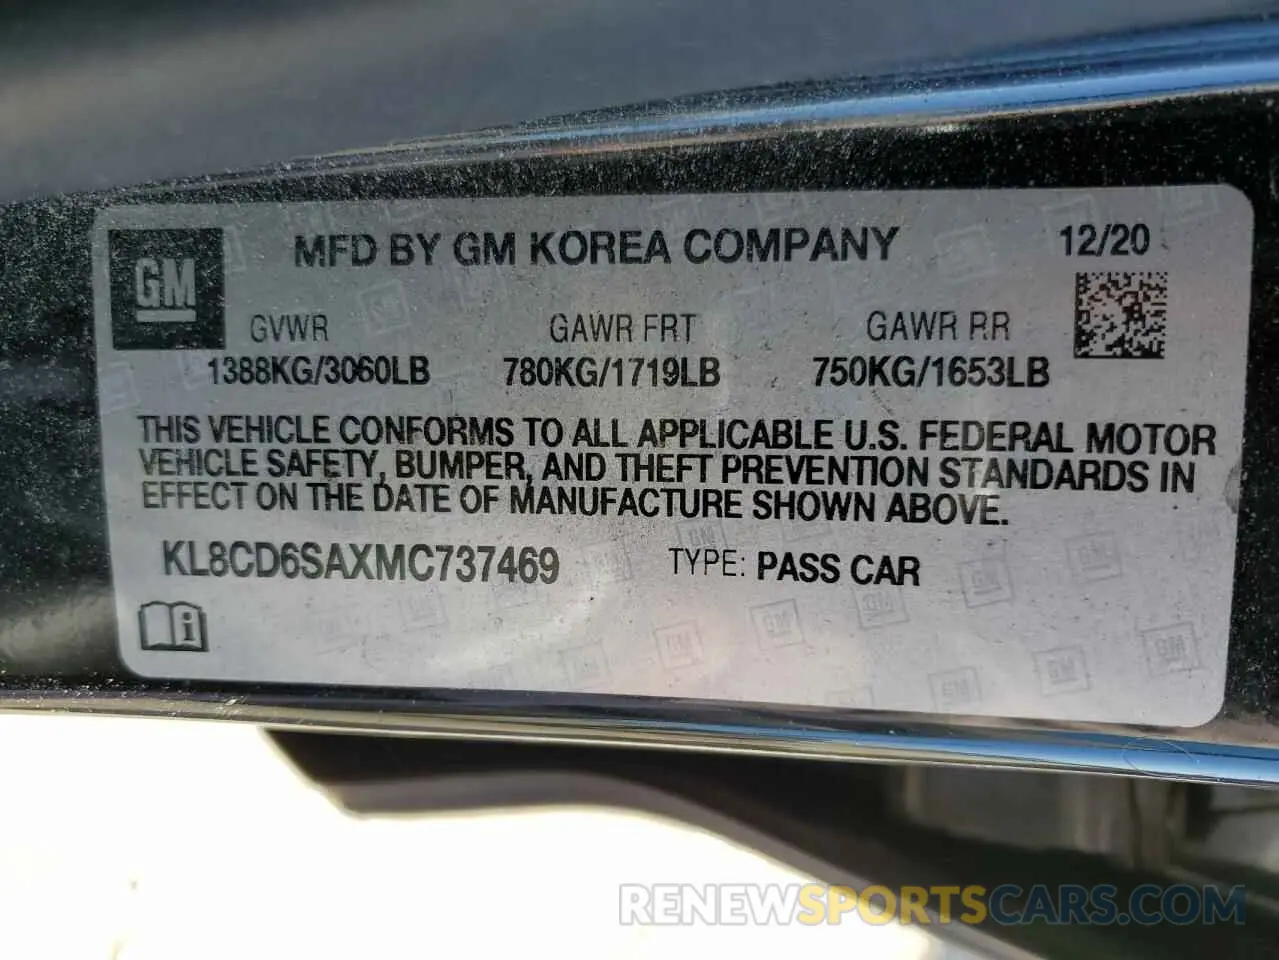 GM
MFD BY GM KOREA COMPANY 12/20
GVWR GAWR FRT GAWR RR
1388KG/3060LB 780KG/1719LB 750KG/1653LB
THIS VEHICLE CONFORMS TO ALL APPLICABLE U.S. FEDERAL MOTOR
VEHICLE SAFETY, BUMPER, AND THEFT PREVENTION STANDARDS IN
EFFECT ON THE DATE OF MANUFACTURE SHOWN ABOVE.
KL8CD6SAXMC737469 TYPE: PASS CAR
RENEWSPORTSCARS.COM